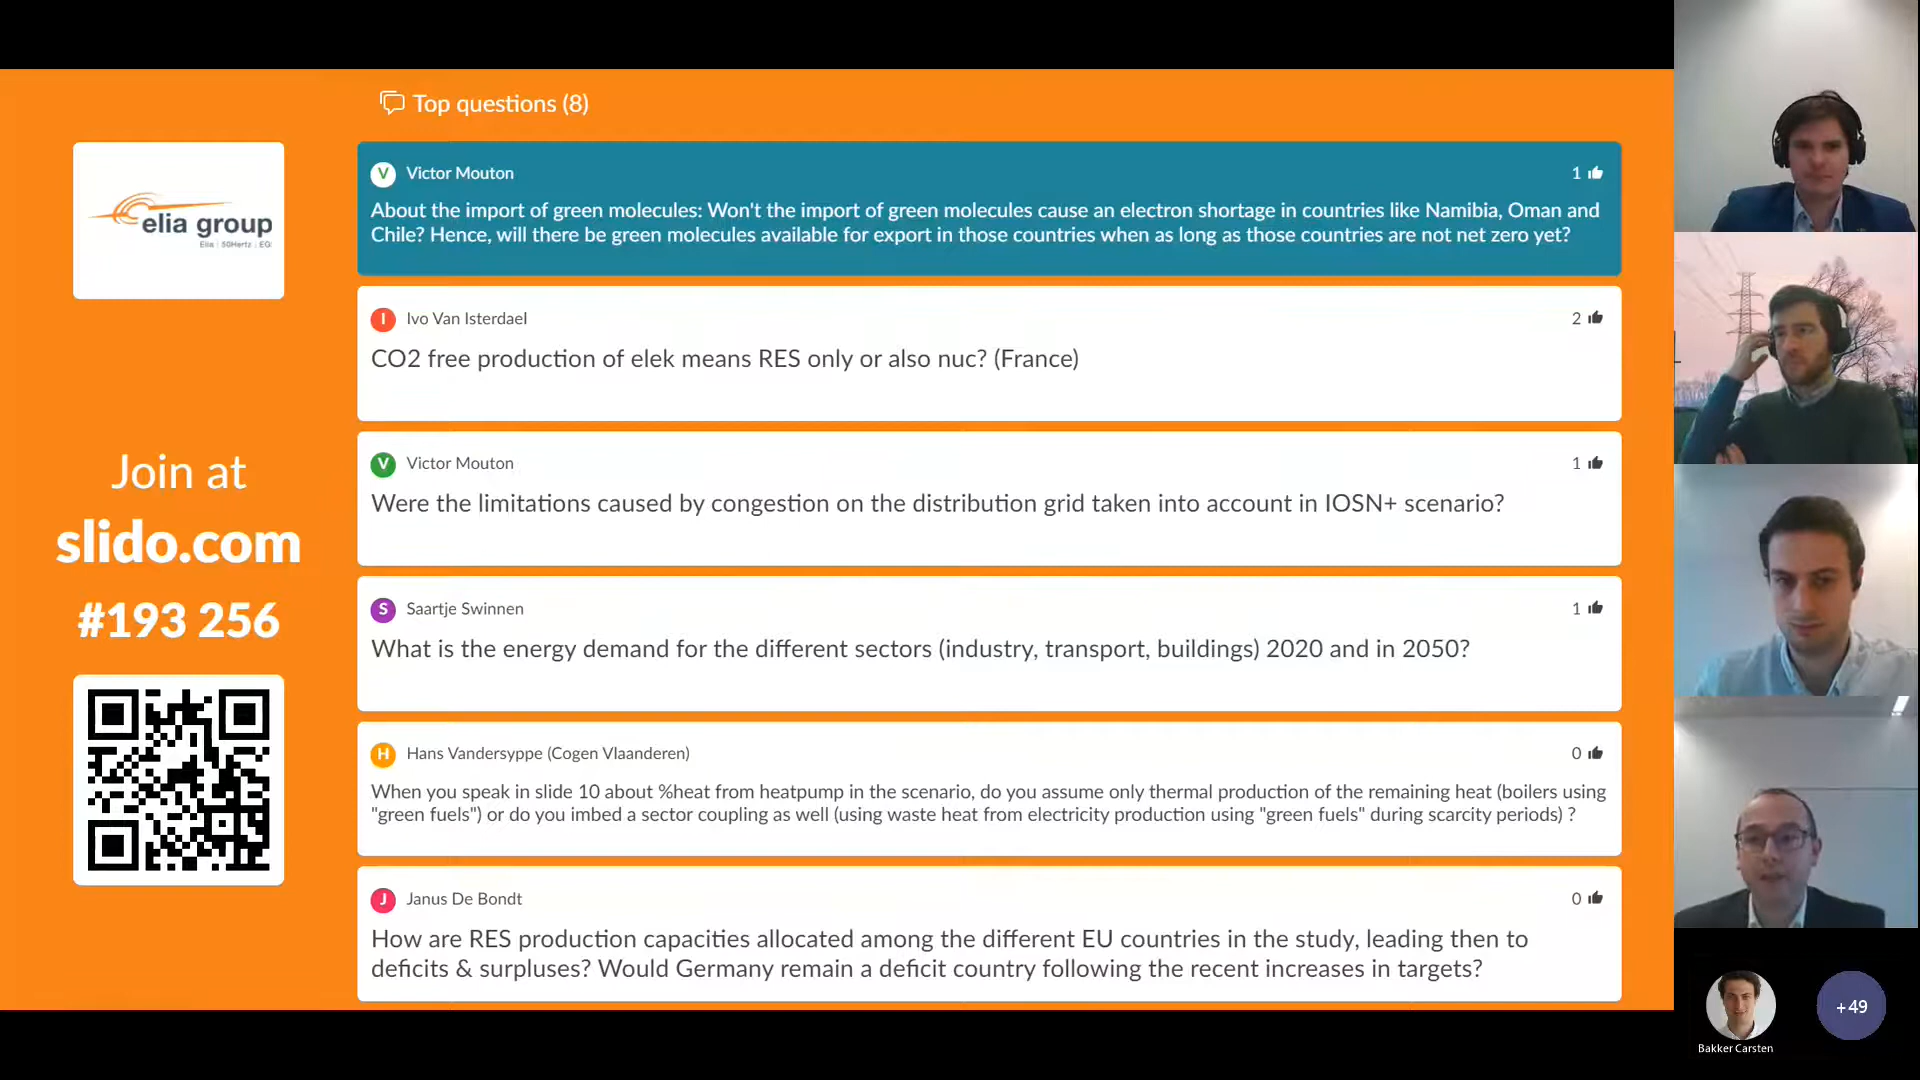 Top questions (8)
elia group
Elia | 50Hertz | EGI
Join at
slido.com
#193 256
V Victor Mouton 1
About the import of green molecules: Won't the import of green molecules cause an electron shortage in countries like Namibia, Oman and
Chile? Hence, will there be green molecules available for export in those countries when as long as those countries are not net zero yet?
I Ivo Van Isterdael 2
CO2 free production of elek means RES only or also nuc? (France)
V Victor Mouton 1
Were the limitations caused by congestion on the distribution grid taken into account in IOSN+ scenario?
S Saartje Swinnen 1
What is the energy demand for the different sectors (industry, transport, buildings) 2020 and in 2050?
H Hans Vandersyppe (Cogen Vlaanderen) 0
When you speak in slide 10 about %heat from heatpump in the scenario, do you assume only thermal production of the remaining heat (boilers using
"green fuels") or do you imbed a sector coupling as well (using waste heat from electricity production using "green fuels" during scarcity periods) ?
J Janus De Bondt 0
How are RES production capacities allocated among the different EU countries in the study, leading then to
deficits & surpluses? Would Germany remain a deficit country following the recent increases in targets?
+49
Bakker Carsten